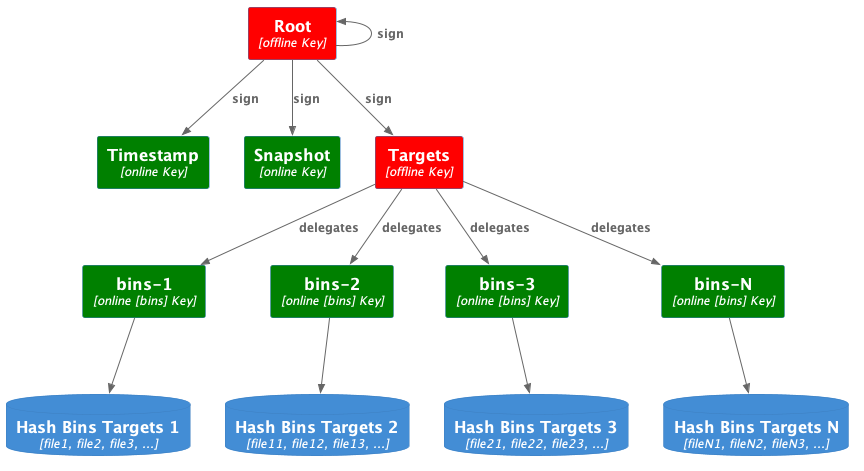 Root
[offline Key]
sign
sign
sign
sign
Timestamp
[online Key]
Snapshot
[online Key]
Targets
[offline Key]
delegates
delegates
delegates
delegates
bins-1
[online [bins] Key]
bins-2
[online [bins] Key]
bins-3
[online [bins] Key]
bins-N
[online [bins] Key]
Hash Bins Targets 1
[file1, file2, file3, ...]
Hash Bins Targets 2
[file11, file12, file13, ...]
Hash Bins Targets 3
[file21, file22, file23, ...]
Hash Bins Targets N
[fileN1, fileN2, fileN3, ...]